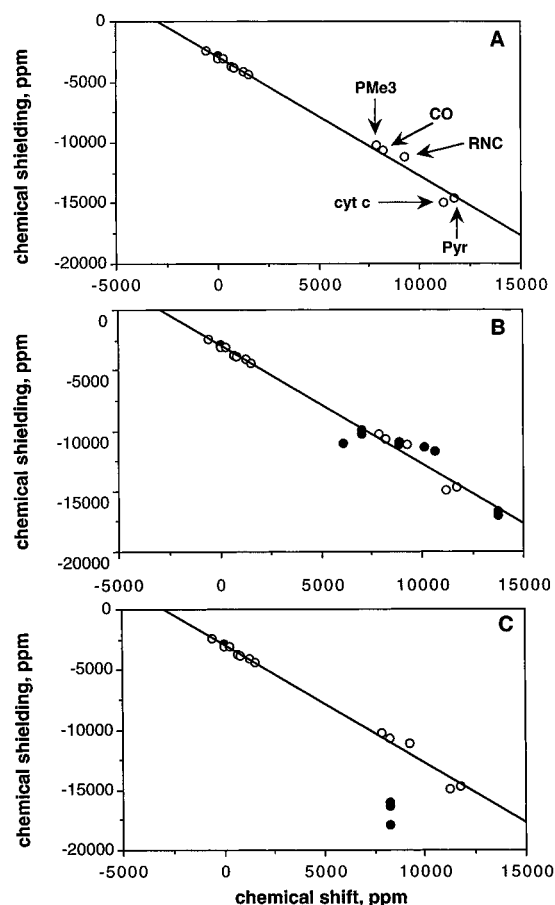 A
0
-5000
-10000
-15000
-20000
chemical shielding, ppm
PMe3
CO
RNC
cyt c
Pyr
-5000 0 5000 10000 15000
B
0
-5000
-10000
-15000
-20000
chemical shielding, ppm
-5000 0 5000 10000 15000
C
0
-5000
-10000
-15000
-20000
chemical shielding, ppm
-5000 0 5000 10000 15000
chemical shift, ppm